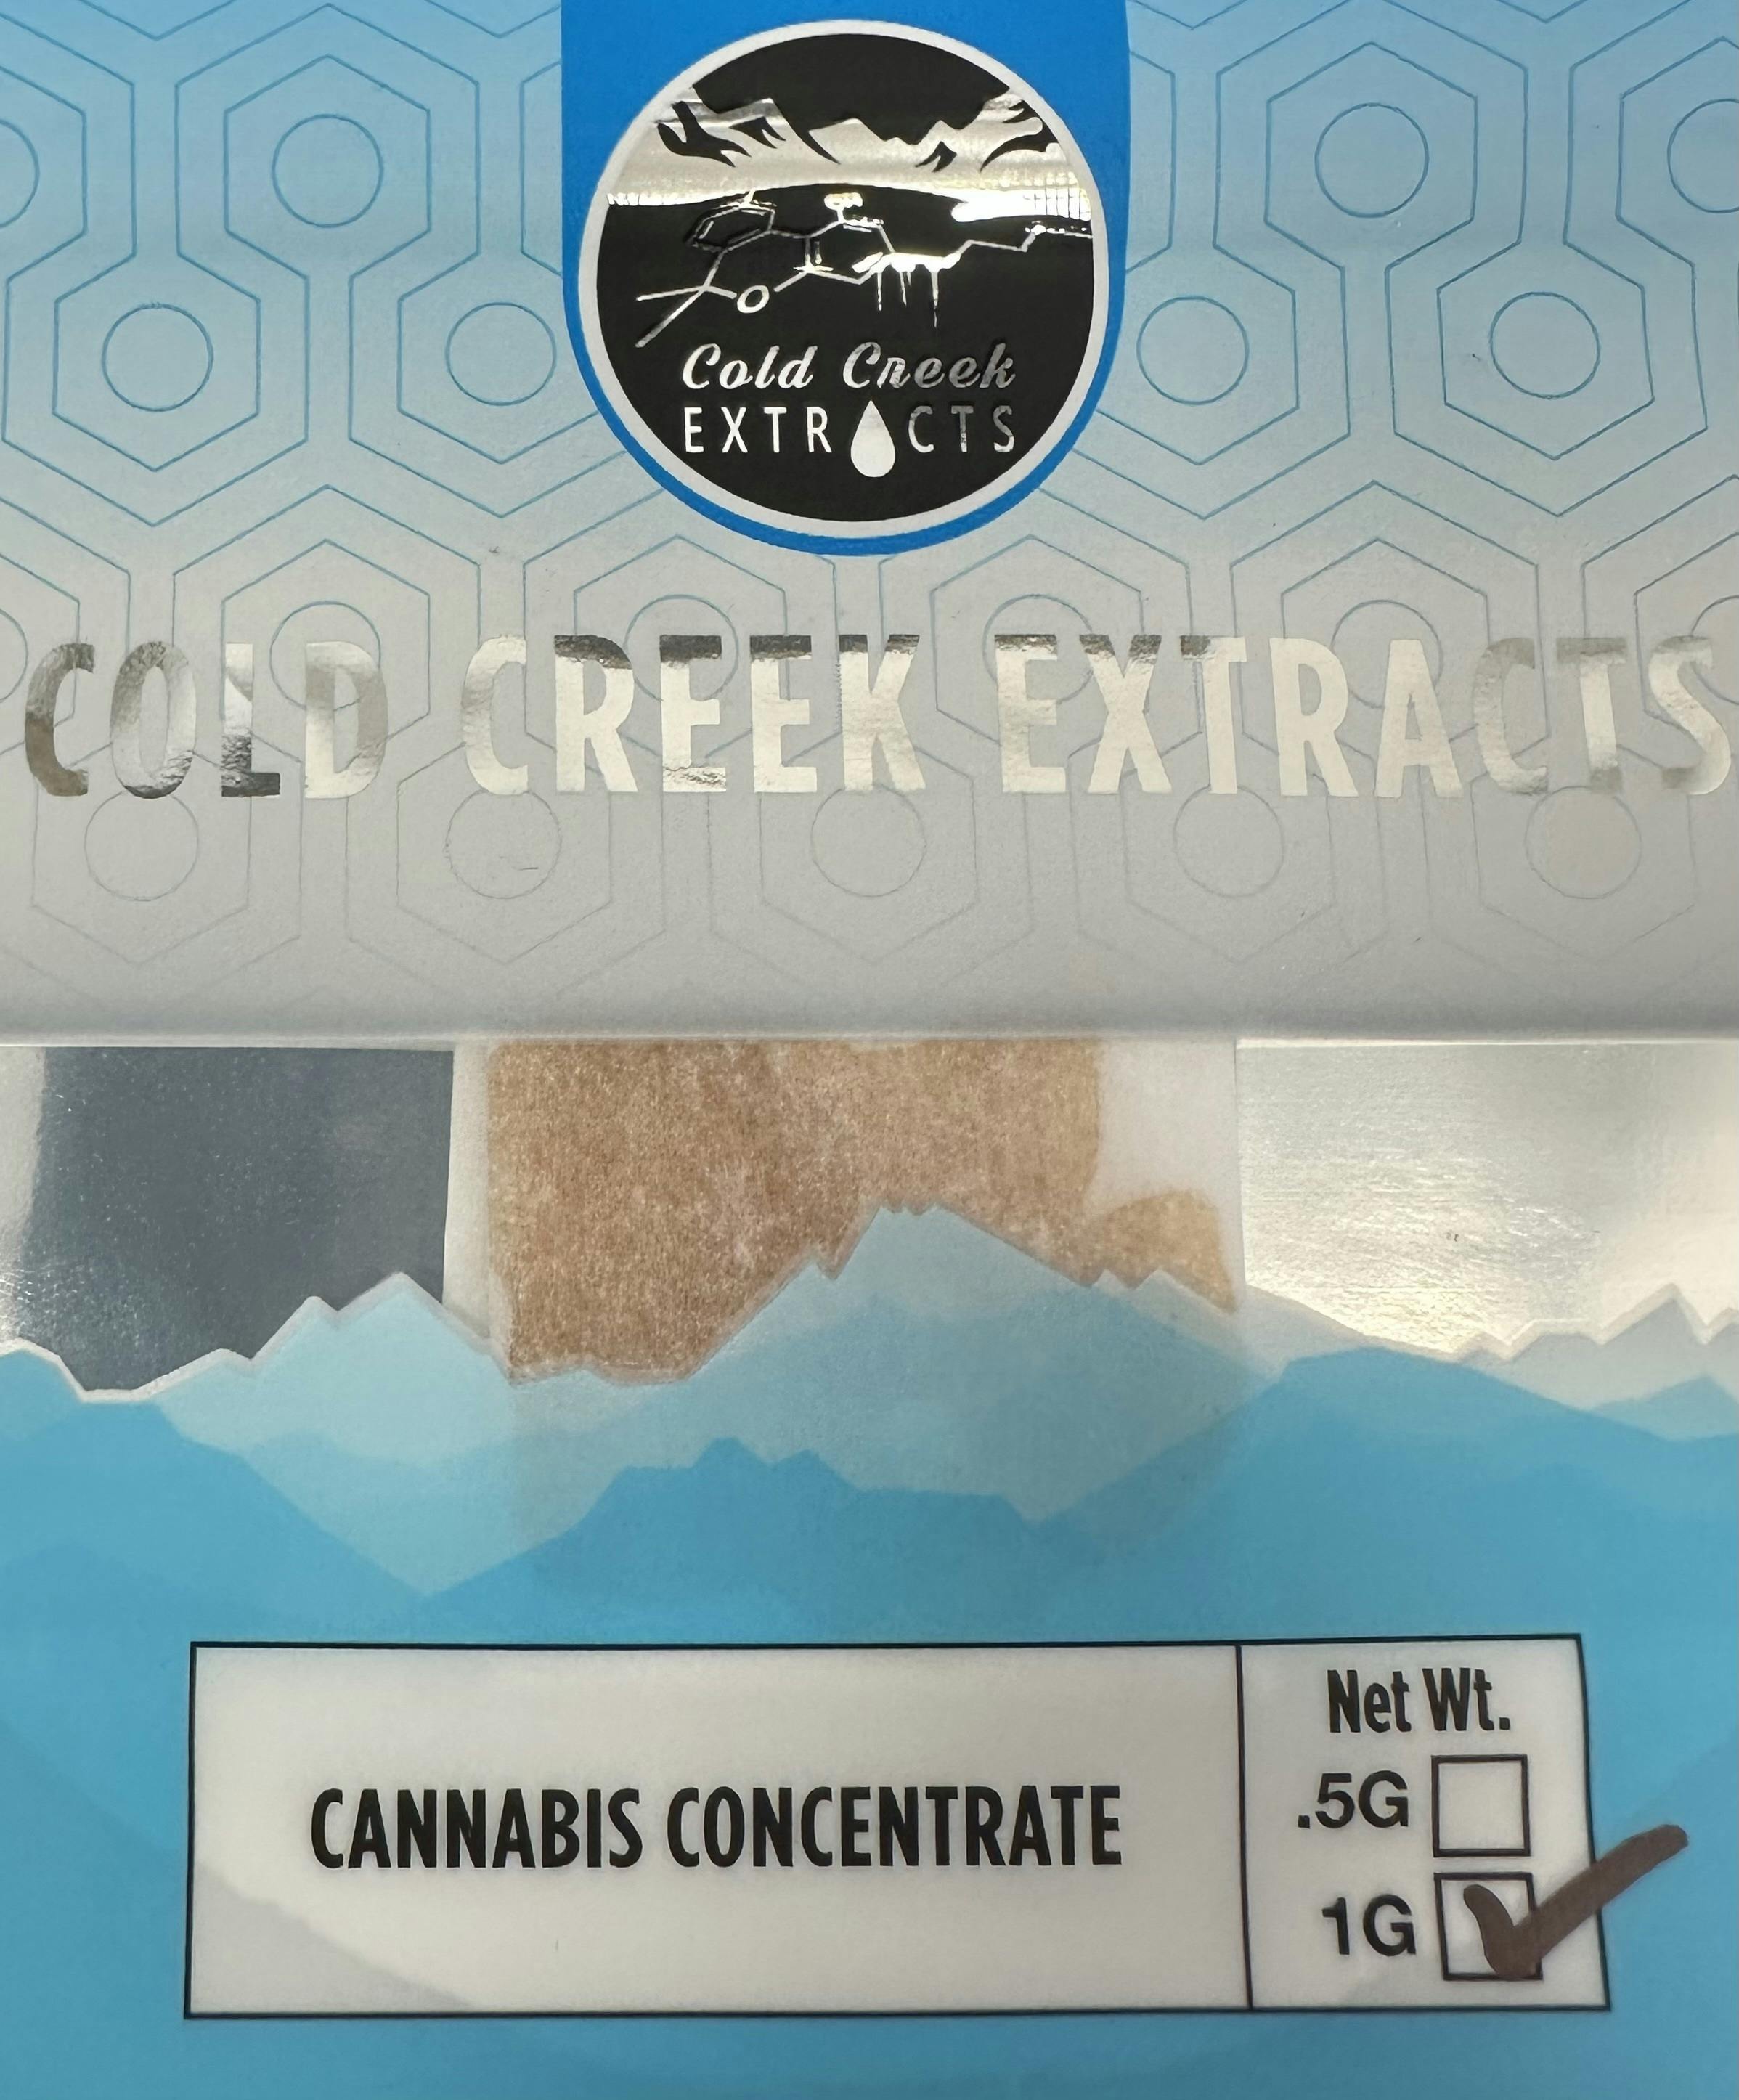 O
Cold Creek
EXTRACTS
COLD CREEK EXTRACTS
CANNABIS CONCENTRATE
Net Wt.
.5G
1G